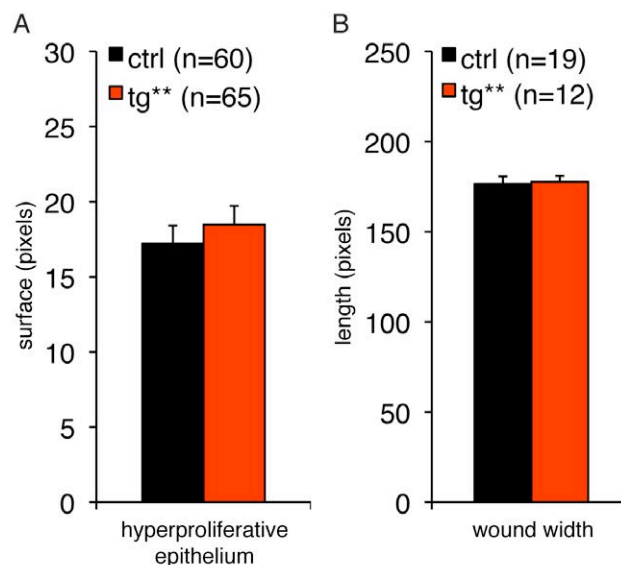 A
ctrl (n=60)
tg** (n=65)
30
25
20
15
10
5
0
surface (pixels)
hyperproliferative
epithelium
B
ctrl (n=19)
tg** (n=12)
250
200
150
100
50
0
length (pixels)
wound width